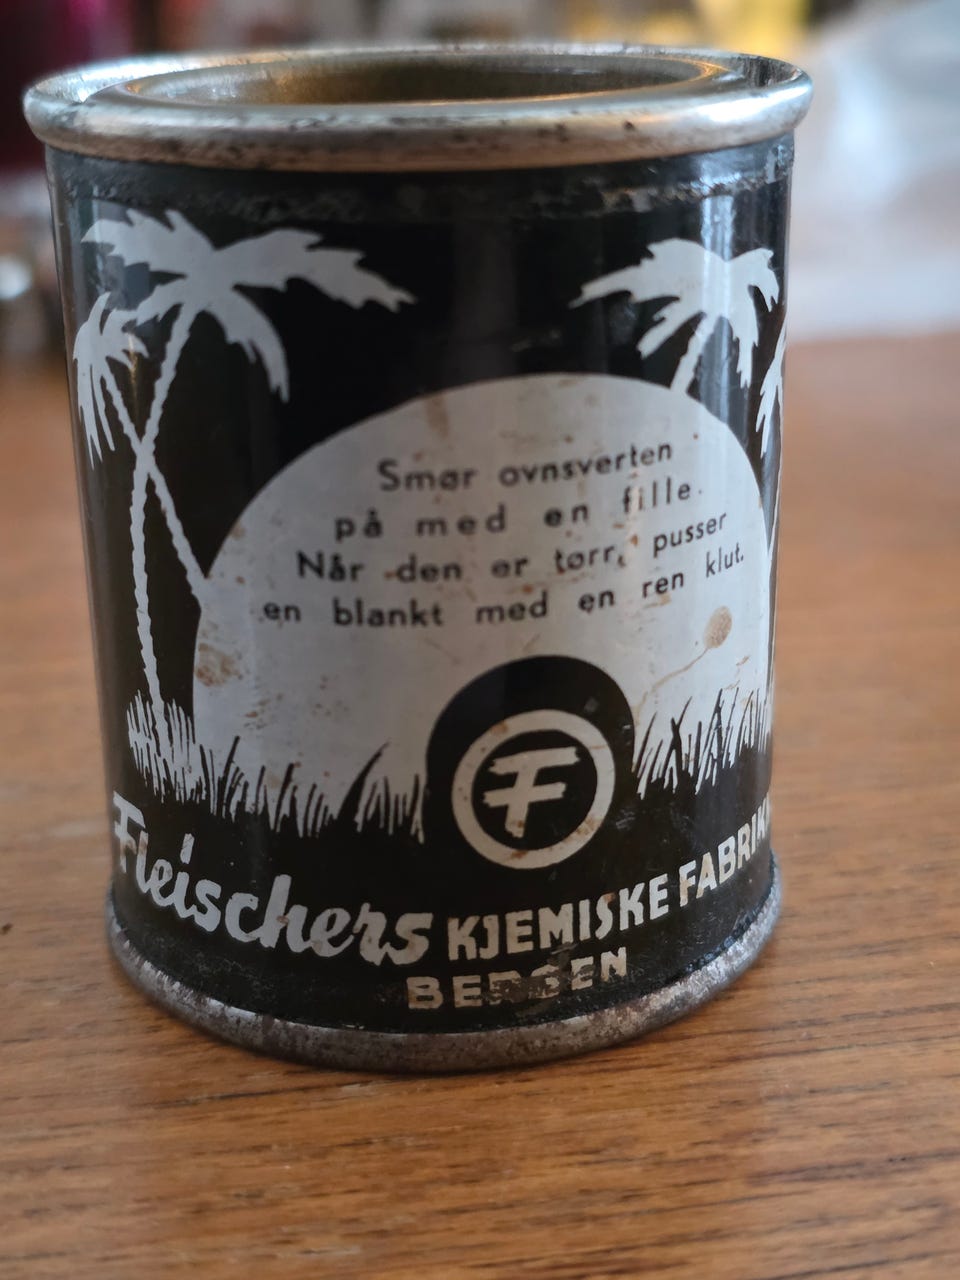 Smør ovnsverten
på med en fille.
Når den er tørr, pusser
en blankt med en ren klut.
F
Fleischers KJEMISKE FABRIKK
BERGEN